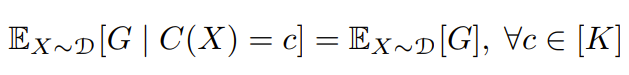 𝔼_{X∼𝒟}[G | C(X) = c] = 𝔼_{X∼𝒟}[G], ∀c ∈ [K]